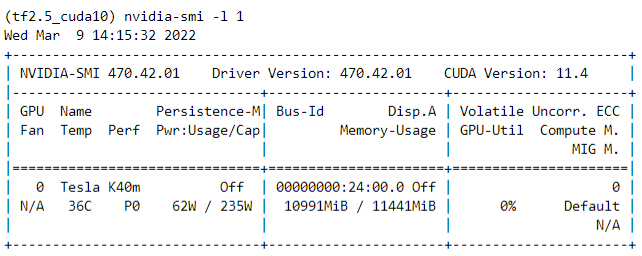 (tf2.5_cuda10) nvidia-smi -l 1
Wed Mar  9 14:15:32 2022
+-----------------------------------------------------------------------------+
| NVIDIA-SMI 470.42.01    Driver Version: 470.42.01    CUDA Version: 11.4     |
|-------------------------------+----------------------+----------------------+
| GPU  Name        Persistence-M| Bus-Id        Disp.A | Volatile Uncorr. ECC |
| Fan  Temp  Perf  Pwr:Usage/Cap|         Memory-Usage | GPU-Util  Compute M. |
|                               |                      |               MIG M. |
|===============================+======================+======================|
|   0  Tesla K40m          Off  | 00000000:24:00.0 Off |                    0 |
| N/A   36C    P0    62W / 235W |  10991MiB / 11441MiB |      0%      Default |
|                               |                      |                  N/A |
+-------------------------------+----------------------+----------------------+